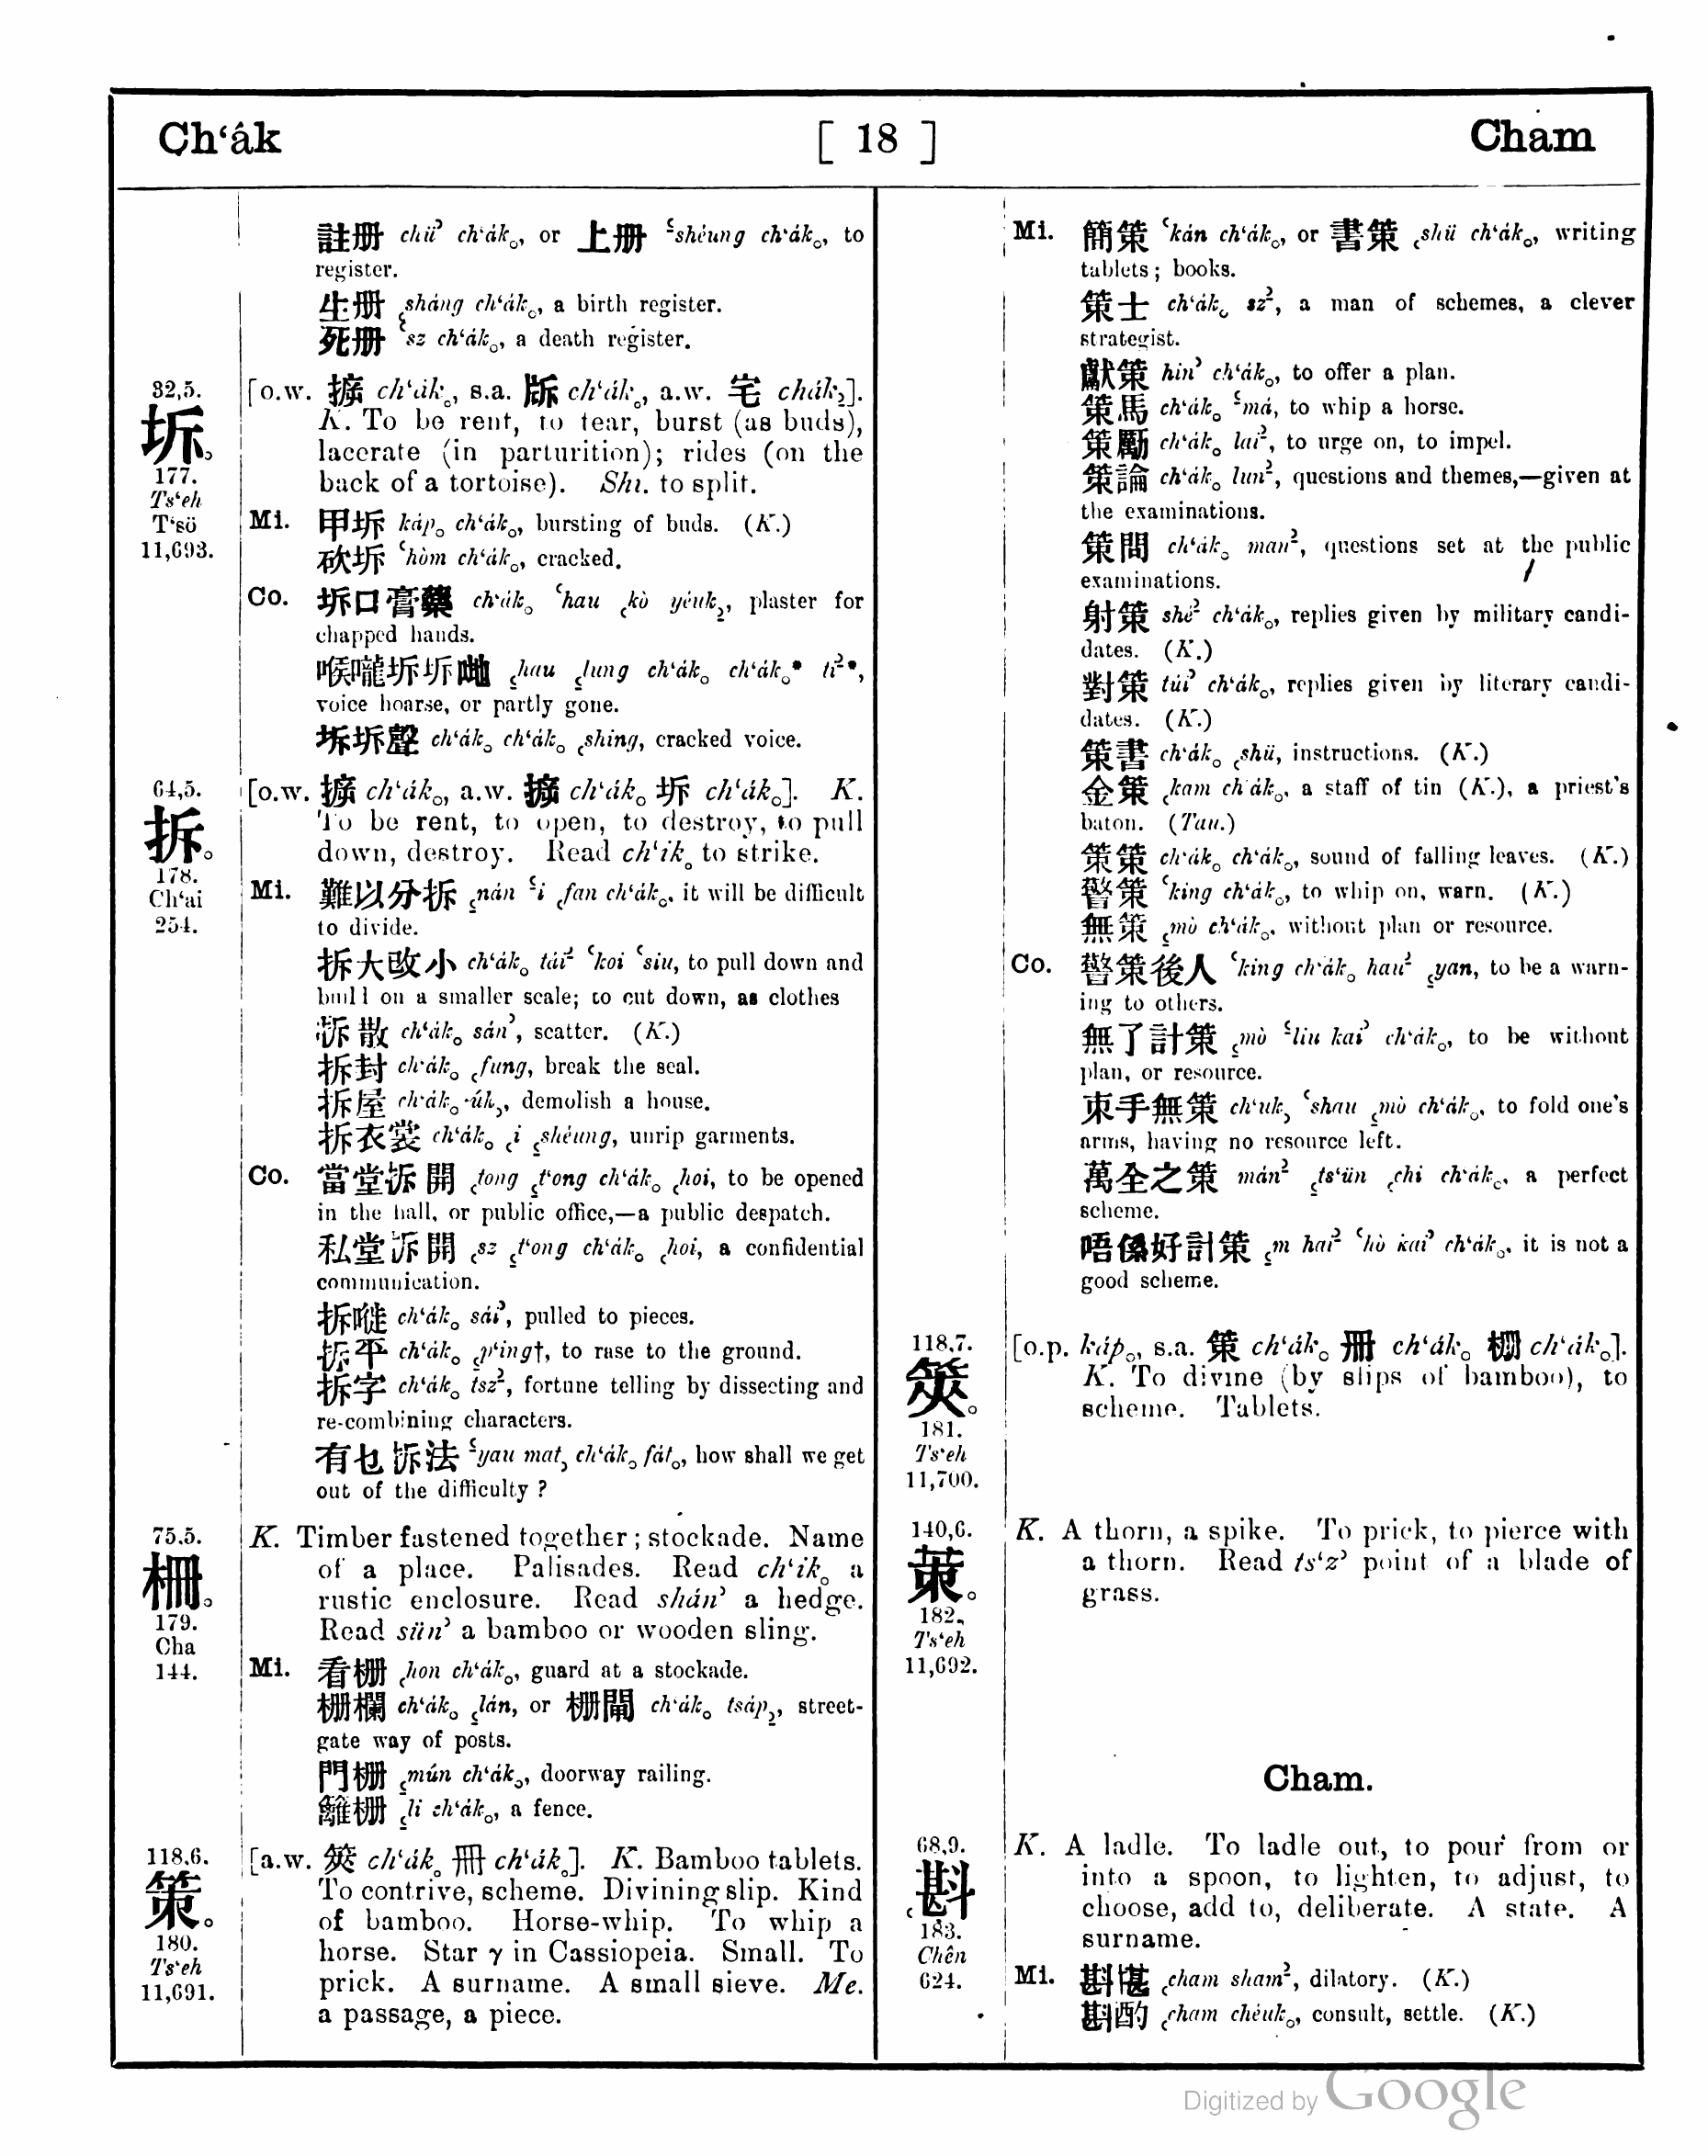 Ch‘ák
[ 18 ]
Cham
註册 chü꜄ ch‘ák꜀, or 上册 ꜂shéung ch‘ák꜀, to
register.
生册 ꜀sháng ch‘ák꜀, a birth register.
死册 ꜂sz ch‘ák꜀, a death register.
32,5.
坼
177.
Ts‘eh
T‘sö
11,693.
[o.w. ch‘ák꜀, s.a. ch‘ák꜀, a.w. 宅 chák₂].
K. To be rent, to tear, burst (as buds),
lacerate (in parturition); rides (on the
back of a tortoise). Shi. to split.
Mi. 甲坼 káp꜀ ch‘ák꜀, bursting of buds. (K.)
砍坼 ꜂hòm ch‘ák꜀, cracked.
Co. 坼口膏藥 ch‘ák꜀ ꜂hau ꜀kò yéuk₂, plaster for
chapped hands.
喉嚨坼坼哋 ꜁hau ꜁lung ch‘ák꜀ ch‘ák꜀* ti²*,
voice hoarse, or partly gone.
坼坼聲 ch‘ák꜀ ch‘ák꜀ ꜀shing, cracked voice.
64,5.
拆
178.
Ch‘ai
254.
[o.w. ch‘ák꜀, a.w. ch‘ák꜀ 坼 ch‘ák꜀]. K.
To be rent, to open, to destroy, to pull
down, destroy. Read ch‘ik꜀ to strike.
Mi. 難以分拆 ꜁nán ꜂i ꜀fan ch‘ák꜀, it will be difficult
to divide.
拆大改小 ch‘ák꜀ tái² ꜂koi ꜂siu, to pull down and
build on a smaller scale; to cut down, as clothes
拆散 ch‘ák꜀ sán꜄, scatter. (K.)
拆封 ch‘ák꜀ ꜀fung, break the seal.
拆屋 ch‘ák꜀ úk꜆, demolish a house.
拆衣裳 ch‘ák꜀ ꜀i ꜁shéung, unrip garments.
Co. 當堂拆開 ꜀tong ꜁t‘ong ch‘ák꜀ ꜀hoi, to be opened
in the hall, or public office,—a public despatch.
私堂拆開 ꜀sz ꜁t‘ong ch‘ák꜀ ꜀hoi, a confidential
communication.
拆嘥 ch‘ák꜀ sái꜄, pulled to pieces.
拆平 ch‘ák꜀ ꜁p‘ing†, to rase to the ground.
拆字 ch‘ák꜀ tsz², fortune telling by dissecting and
re-combining characters.
有乜拆法 ꜂yau mat꜆ ch‘ák꜀ fát꜀, how shall we get
out of the difficulty ?
75.5.
柵
179.
Cha
144.
K. Timber fastened together; stockade. Name
of a place. Palisades. Read ch‘ik꜀ a
rustic enclosure. Read shán꜄ a hedge.
Read sün꜄ a bamboo or wooden sling.
Mi. 看柵 ꜀hon ch‘ák꜀, guard at a stockade.
柵欄 ch‘ák꜀ ꜁lán, or 柵閘 ch‘ák꜀ tsáp₂, street-
gate way of posts.
門柵 ꜁mún ch‘ák꜀, doorway railing.
籬柵 ꜁li ch‘ák꜀, a fence.
118,6.
策
180.
Ts‘eh
11,691.
[a.w. 筴 ch‘ák꜀ 冊 ch‘ák꜀]. K. Bamboo tablets.
To contrive, scheme. Divining slip. Kind
of bamboo. Horse-whip. To whip a
horse. Star γ in Cassiopeia. Small. To
prick. A surname. A small sieve. Me.
a passage, a piece.
Mi. 簡策 ꜂kán ch‘ák꜀, or 書策 ꜀shü ch‘ák꜀, writing
tablets; books.
策士 ch‘ák꜀ sz², a man of schemes, a clever
strategist.
獻策 hin꜄ ch‘ák꜀, to offer a plan.
策馬 ch‘ák꜀ ꜂má, to whip a horse.
策勵 ch‘ák꜀ lai², to urge on, to impel.
策論 ch‘ák꜀ lun², questions and themes,—given at
the examinations.
策問 ch‘ák꜀ man², questions set at the public
examinations.
射策 shé² ch‘ák꜀, replies given by military candi-
dates. (K.)
對策 túi꜄ ch‘ák꜀, replies given by literary candi-
dates. (K.)
策書 ch‘ák꜀ ꜀shü, instructions. (K.)
金策 ꜀kam ch‘ák꜀, a staff of tin (K.), a priest's
baton. (Tau.)
策策 ch‘ák꜀ ch‘ák꜀, sound of falling leaves. (K.)
警策 ꜂king ch‘ák꜀, to whip on, warn. (K.)
無策 ꜁mò ch‘ák꜀, without plan or resource.
Co. 警策後人 ꜂king ch‘ák꜀ hau² ꜁yan, to be a warn-
ing to others.
無了計策 ꜁mò ꜂liu kai꜄ ch‘ák꜀, to be without
plan, or resource.
束手無策 ch‘uk꜆ ꜂shau ꜁mò ch‘ák꜀, to fold one's
arms, having no resource left.
萬全之策 mán² ꜁ts‘ün ꜀chi ch‘ák꜀, a perfect
scheme.
唔係好計策 ꜁m hai² ꜂hò kai꜄ ch‘ák꜀, it is not a
good scheme.
118,7.
筴
181.
Ts‘eh
11,700.
[o.p. káp꜀, s.a. 策 ch‘ák꜀ 冊 ch‘ák꜀ 柵 ch‘ák꜀].
K. To divine (by slips of bamboo), to
scheme. Tablets.
140,6.
茦
182.
Ts‘eh
11,692.
K. A thorn, a spike. To prick, to pierce with
a thorn. Read ts‘z꜄ point of a blade of
grass.
Cham.
68,9.
斟
183.
Chên
624.
K. A ladle. To ladle out, to pour from or
into a spoon, to lighten, to adjust, to
choose, add to, deliberate. A state. A
surname.
Mi. 斟愖 ꜀cham sham², dilatory. (K.)
斟酌 ꜀cham chéuk꜀, consult, settle. (K.)
Digitized by Google